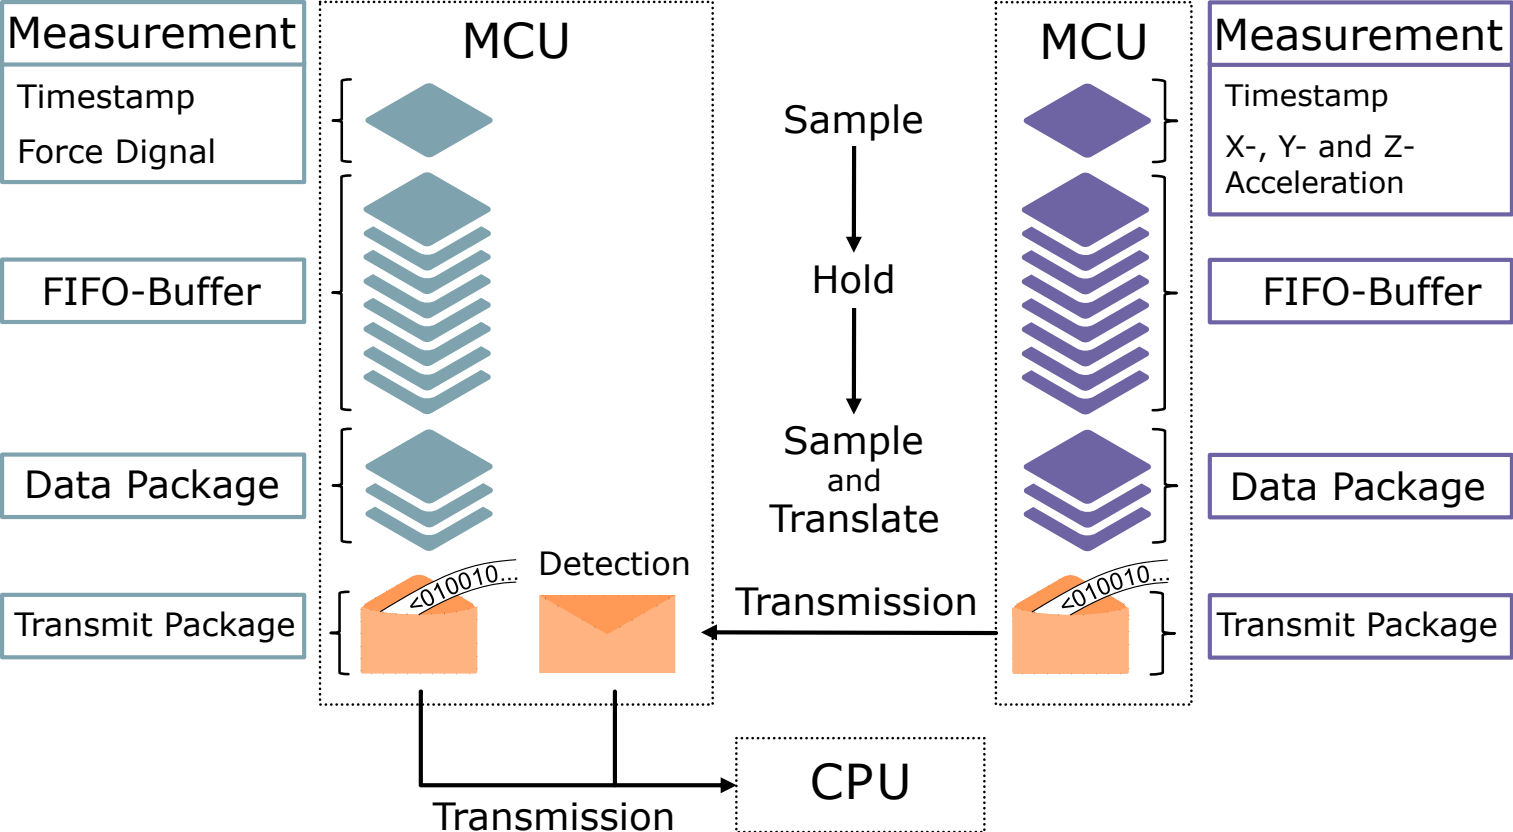 Measurement
Timestamp
Force Dignal
FIFO-Buffer
Data Package
Transmit Package
MCU
<010010...
Detection
Sample
Hold
Sample
and
Translate
Transmission
MCU
<010010...
Measurement
Timestamp
X-, Y- and Z-
Acceleration
FIFO-Buffer
Data Package
Transmit Package
Transmission
CPU